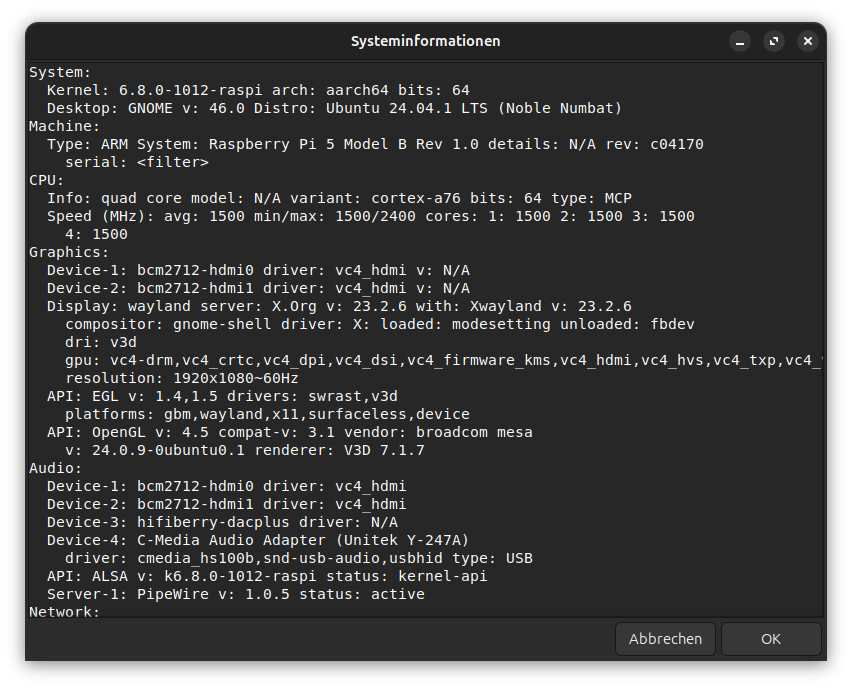 Systeminformationen
System:
Kernel: 6.8.0-1012-raspi arch: aarch64 bits: 64
Desktop: GNOME v: 46.0 Distro: Ubuntu 24.04.1 LTS (Noble Numbat)
Machine:
Type: ARM System: Raspberry Pi 5 Model B Rev 1.0 details: N/A rev: c04170
serial: <filter>
CPU:
Info: quad core model: N/A variant: cortex-a76 bits: 64 type: MCP
Speed (MHz): avg: 1500 min/max: 1500/2400 cores: 1: 1500 2: 1500 3: 1500
4: 1500
Graphics:
Device-1: bcm2712-hdmi0 driver: vc4_hdmi v: N/A
Device-2: bcm2712-hdmi1 driver: vc4_hdmi v: N/A
Display: wayland server: X.Org v: 23.2.6 with: Xwayland v: 23.2.6
compositor: gnome-shell driver: X: loaded: modesetting unloaded: fbdev
dri: v3d
gpu: vc4-drm,vc4_crtc,vc4_dpi,vc4_dsi,vc4_firmware_kms,vc4_hdmi,vc4_hvs,vc4_txp,vc4_
resolution: 1920x1080~60Hz
API: EGL v: 1.4,1.5 drivers: swrast,v3d
platforms: gbm,wayland,x11,surfaceless,device
API: OpenGL v: 4.5 compat-v: 3.1 vendor: broadcom mesa
v: 24.0.9-0ubuntu0.1 renderer: V3D 7.1.7
Audio:
Device-1: bcm2712-hdmi0 driver: vc4_hdmi
Device-2: bcm2712-hdmi1 driver: vc4_hdmi
Device-3: hifiberry-dacplus driver: N/A
Device-4: C-Media Audio Adapter (Unitek Y-247A)
driver: cmedia_hs100b,snd-usb-audio,usbhid type: USB
API: ALSA v: k6.8.0-1012-raspi status: kernel-api
Server-1: PipeWire v: 1.0.5 status: active
Network:
Abbrechen
OK